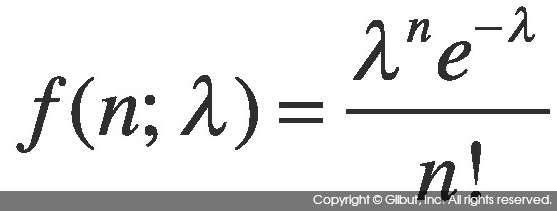 f(n; λ) = λⁿe⁻λ / n!
Copyright © Gilbut, Inc. All rights reserved.